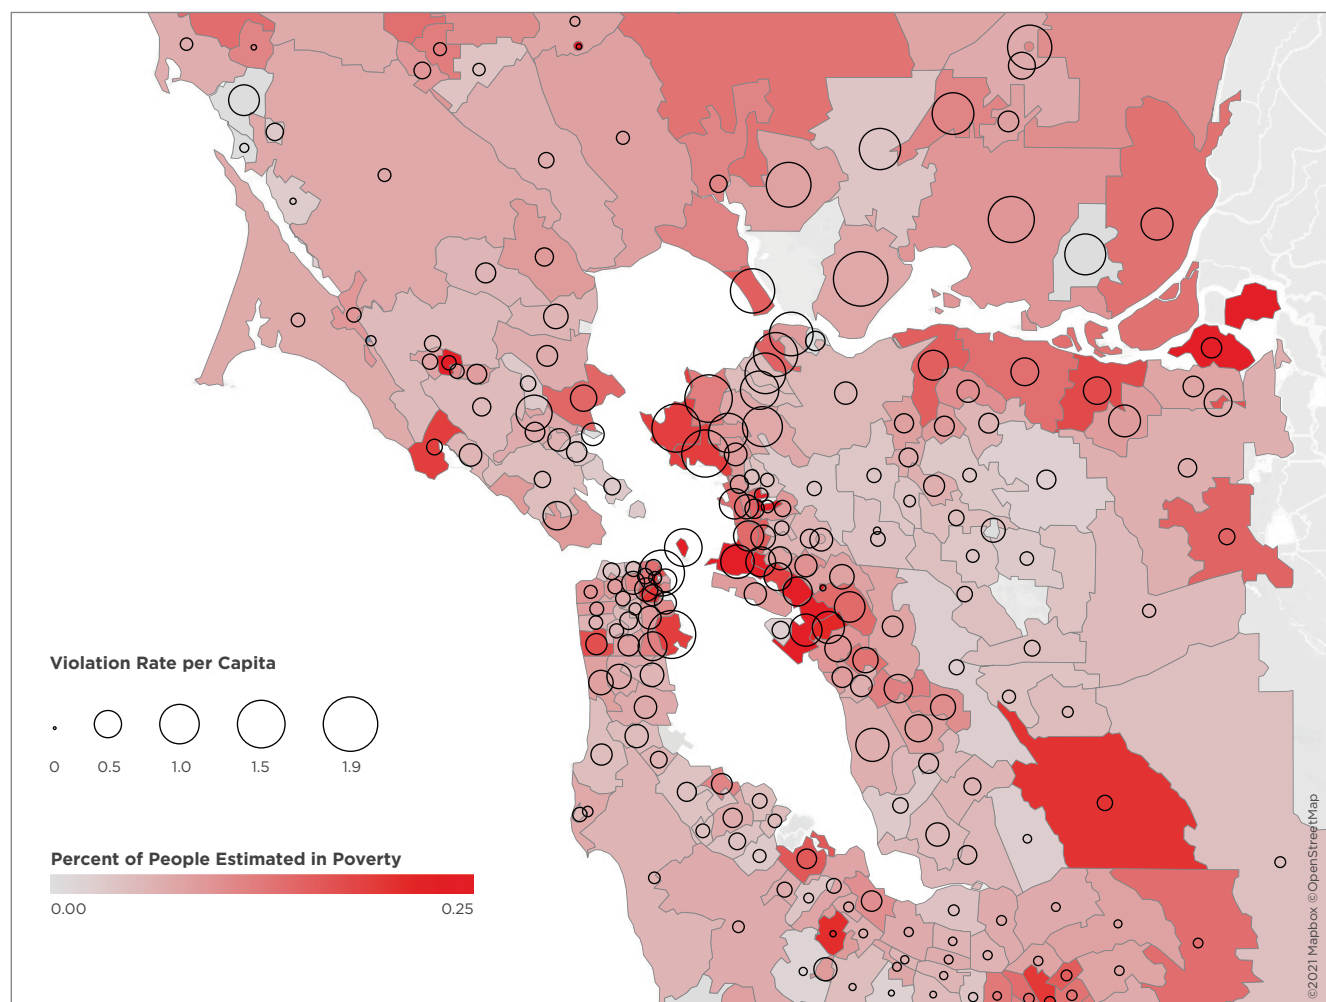 Violation Rate per Capita
0 0.5 1.0 1.5 1.9
Percent of People Estimated in Poverty
0.00 0.25
©2021 Mapbox ©OpenStreetMap